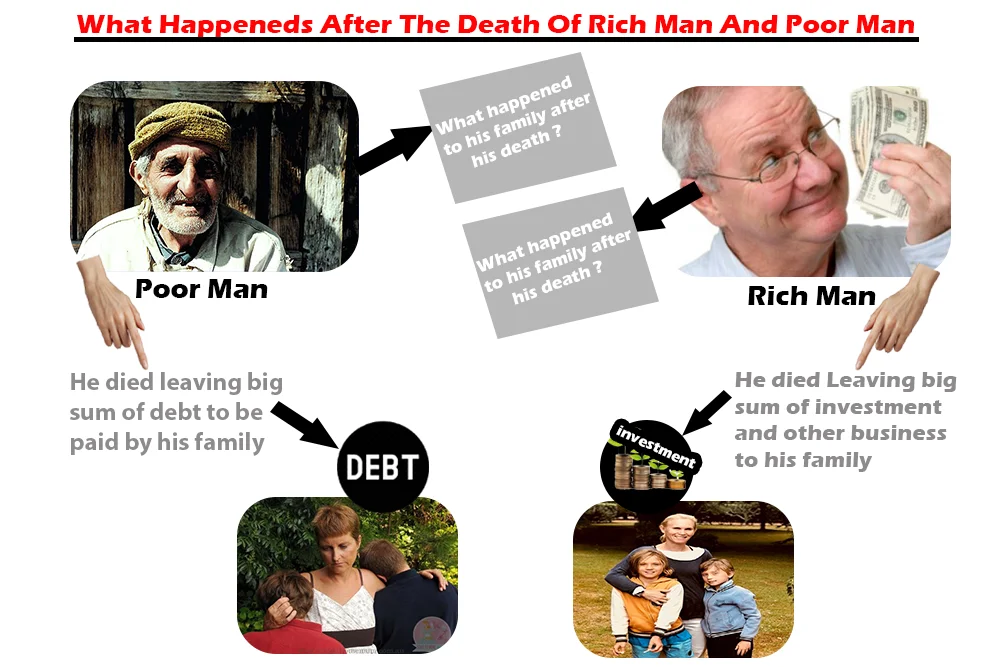 What Happeneds After The Death Of Rich Man And Poor Man
What happened
to his family after
his death ?
What happened
to his family after
his death ?
Poor Man
Rich Man
He died leaving big
sum of debt to be
paid by his family
He died Leaving big
sum of investment
and other business
to his family
DEBT
investment